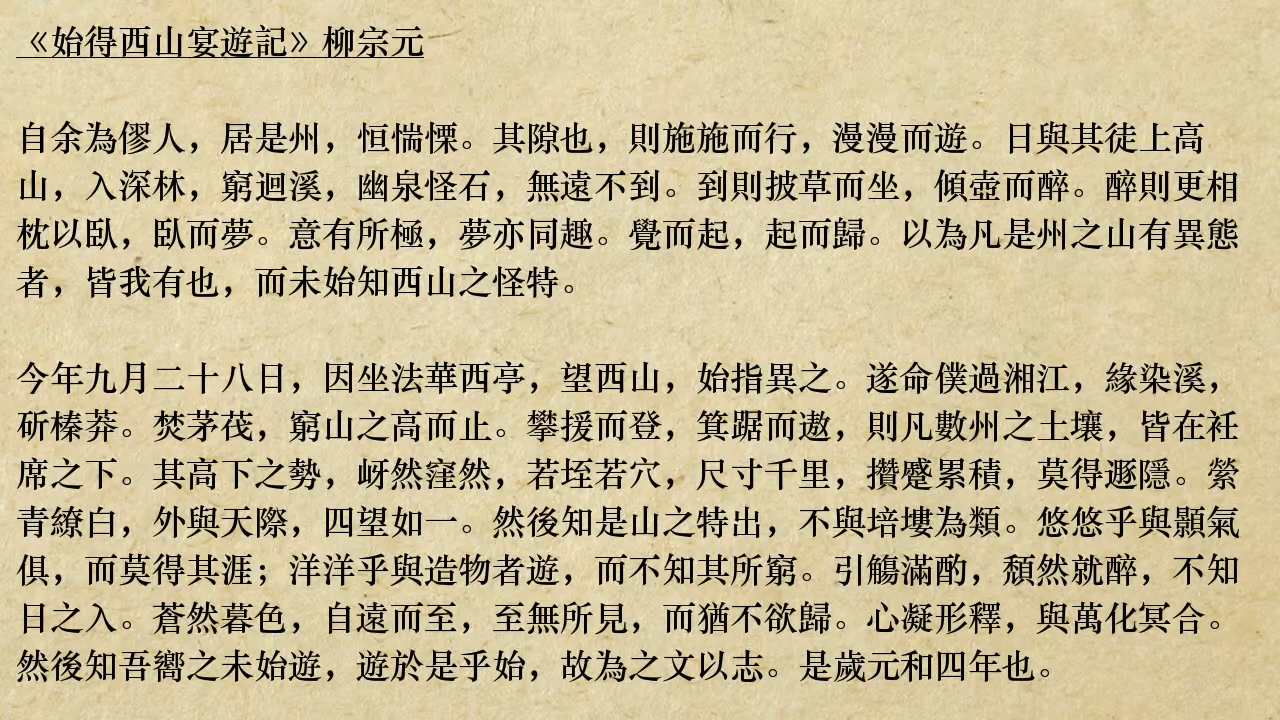 《始得西山宴遊記》柳宗元
自余為僇人，居是州，恒惴慄。其隙也，則施施而行，漫漫而遊。日與其徒上高
山，入深林，窮迴溪，幽泉怪石，無遠不到。到則披草而坐，傾壺而醉。醉則更相
枕以臥，臥而夢。意有所極，夢亦同趣。覺而起，起而歸。以為凡是州之山有異態
者，皆我有也，而未始知西山之怪特。
今年九月二十八日，因坐法華西亭，望西山，始指異之。遂命僕過湘江，緣染溪，
斫榛莽。焚茅茷，窮山之高而止。攀援而登，箕踞而遨，則凡數州之土壤，皆在衽
席之下。其高下之勢，岈然窪然，若垤若穴，尺寸千里，攢蹙累積，莫得遯隱。縈
青繚白，外與天際，四望如一。然後知是山之特出，不與培塿為類。悠悠乎與顥氣
俱，而莫得其涯；洋洋乎與造物者遊，而不知其所窮。引觴滿酌，頹然就醉，不知
日之入。蒼然暮色，自遠而至，至無所見，而猶不欲歸。心凝形釋，與萬化冥合。
然後知吾嚮之未始遊，遊於是乎始，故為之文以志。是歲元和四年也。